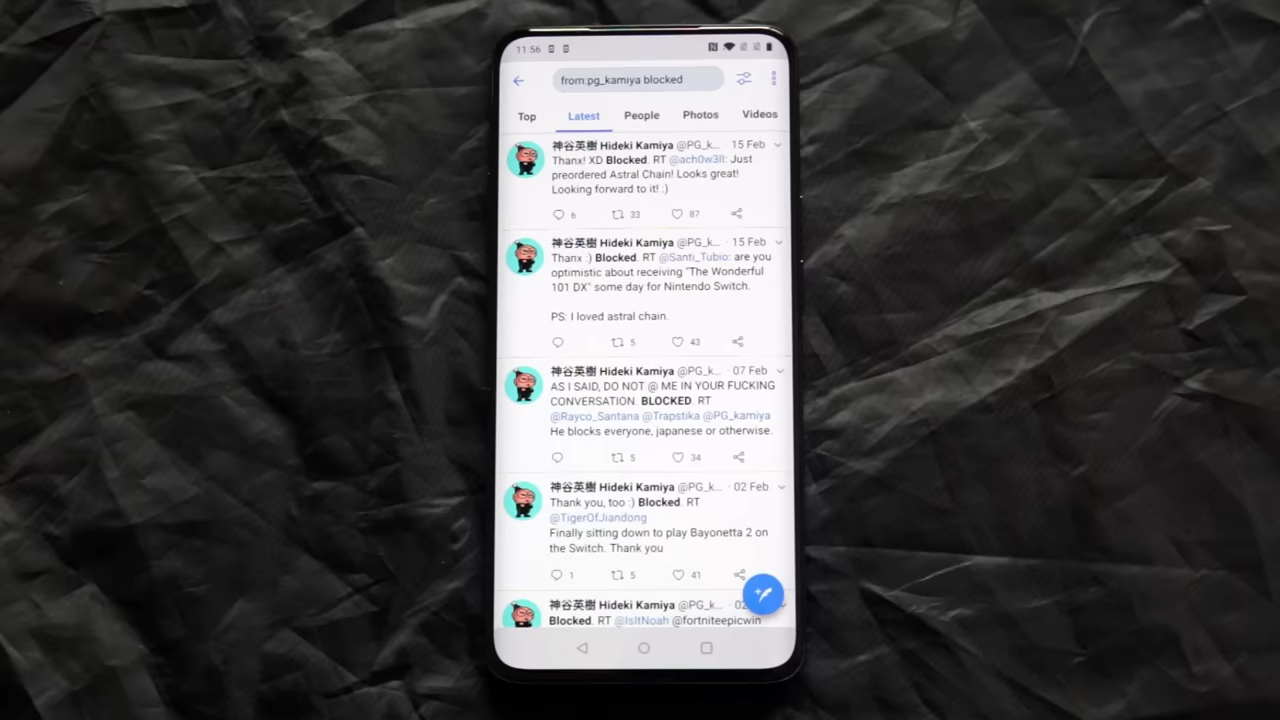 11:56
from:pg_kamiya blocked
Top Latest People Photos Videos
神谷英樹 Hideki Kamiya @PG_k... 15 Feb
Thanx! XD Blocked. RT @ach0w3ll: Just
preordered Astral Chain! Looks great!
Looking forward to it! :)
6 33 87
神谷英樹 Hideki Kamiya @PG_k... · 15 Feb
Thanx :) Blocked. RT @Santi_Tubio: are you
optimistic about receiving "The Wonderful
101 DX" some day for Nintendo Switch.
PS: I loved astral chain.
5 43
神谷英樹 Hideki Kamiya @PG_k... · 07 Feb
AS I SAID, DO NOT @ ME IN YOUR FUCKING
CONVERSATION. BLOCKED. RT
@Rayco_Santana @Trapstika @PG_kamiya
He blocks everyone, japanese or otherwise.
5 34
神谷英樹 Hideki Kamiya @PG_k... · 02 Feb
Thank you, too :) Blocked. RT
@TigerOfJiandong
Finally sitting down to play Bayonetta 2 on
the Switch. Thank you
1 5 41
神谷英樹 Hideki Kamiya @PG_k... ·
Blocked. RT @IsItNoah @fortniteepicwin